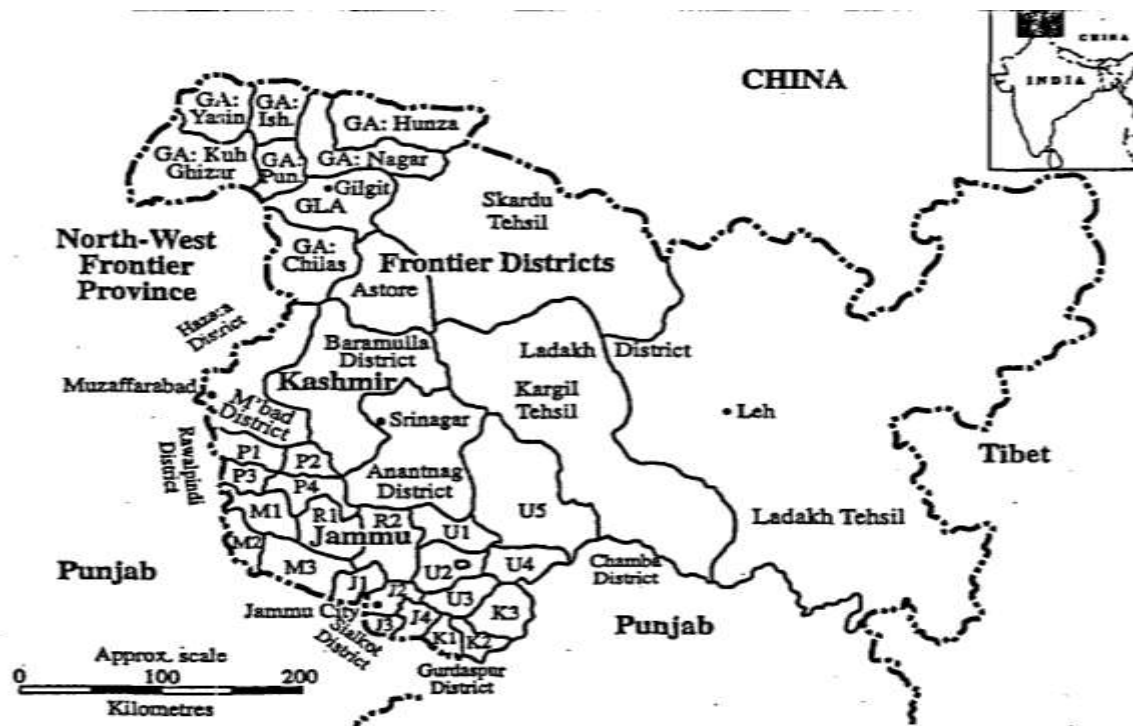 CHINA
CHINA
INDIA
GA:
Yasin
GA:
Ish.
GA: Hunza
GA: Kuh
Ghizar
GA:
Pun.
GA: Nagar
Gilgit
GLA
Skardu
Tehsil
North-West
Frontier
Province
GA:
Chilas
Frontier Districts
Astore
Hazara
District
Baramulla
District
Ladakh District
Kashmir
Kargil
Tehsil
Muzaffarabad
M'bad
District
Srinagar
Leh
Rawalpindi
District
P1
P2
P3
P4
Anantnag
District
Tibet
M1
R1
R2
U1
U5
Jammu
Ladakh Tehsil
M2
M3
U2
U4
Chamba
District
Punjab
J1
J2
U3
K3
Jammu City
J3
J4
K1
K2
Punjab
Sialkot
District
Gurdaspur
District
Approx. scale
0 100 200
Kilometres